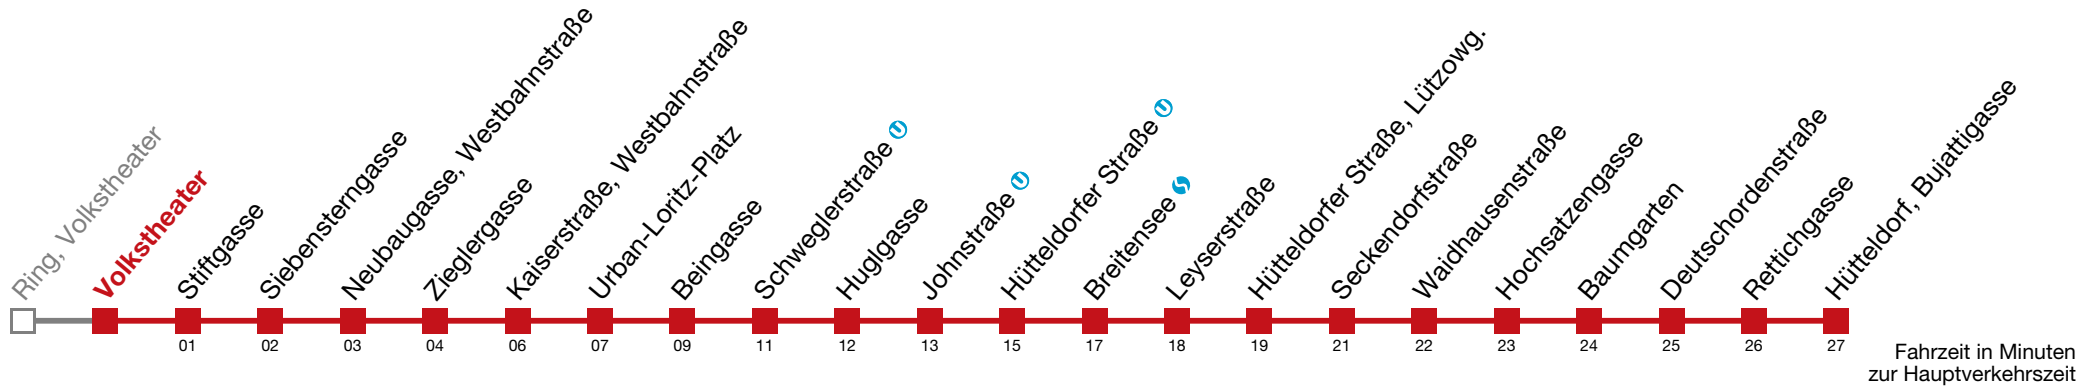 Ring, Volkstheater
Volkstheater
Stiftgasse
Siebensterngasse
Neubaugasse, Westbahnstraße
Zieglergasse
Kaiserstraße, Westbahnstraße
Urban-Loritz-Platz
Beingasse
Schweglerstraße U
Huglgasse
Johnstraße U
Hütteldorfer Straße U
Breitensee S
Leyserstraße
Hütteldorfer Straße, Lützowg.
Seckendorfstraße
Waidhausenstraße
Hochsatzengasse
Baumgarten
Deutschordenstraße
Rettichgasse
Hütteldorf, Bujattigasse
01 02 03 04 06 07 09 11 12 13 15 17 18 19 21 22 23 24 25 26 27
Fahrzeit in Minuten
zur Hauptverkehrszeit